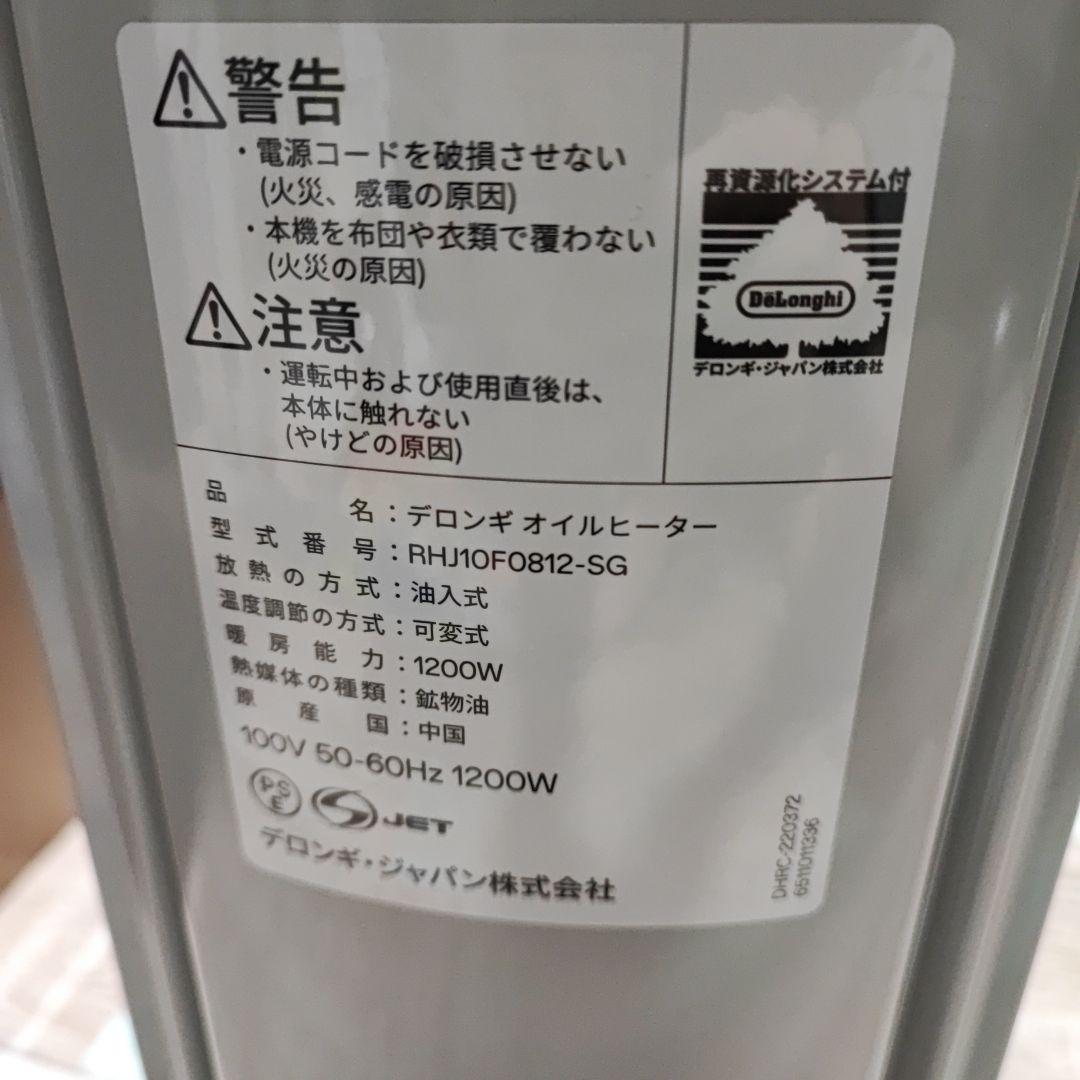 警告
・電源コードを破損させない
(火災、感電の原因)
・本機を布団や衣類で覆わない
(火災の原因)
注意
・運転中および使用直後は、
本体に触れない
(やけどの原因)
再資源化システム付
DēLonghi
デロンギ・ジャパン株式会社
品名：デロンギ オイルヒーター
型式番号：RHJ10F0812-SG
放熱の方式：油入式
温度調節の方式：可変式
暖房能力：1200W
熱媒体の種類：鉱物油
原産国：中国
100V 50-60Hz 1200W
PSE JET
デロンギ・ジャパン株式会社
DHRC-220372
6511011336